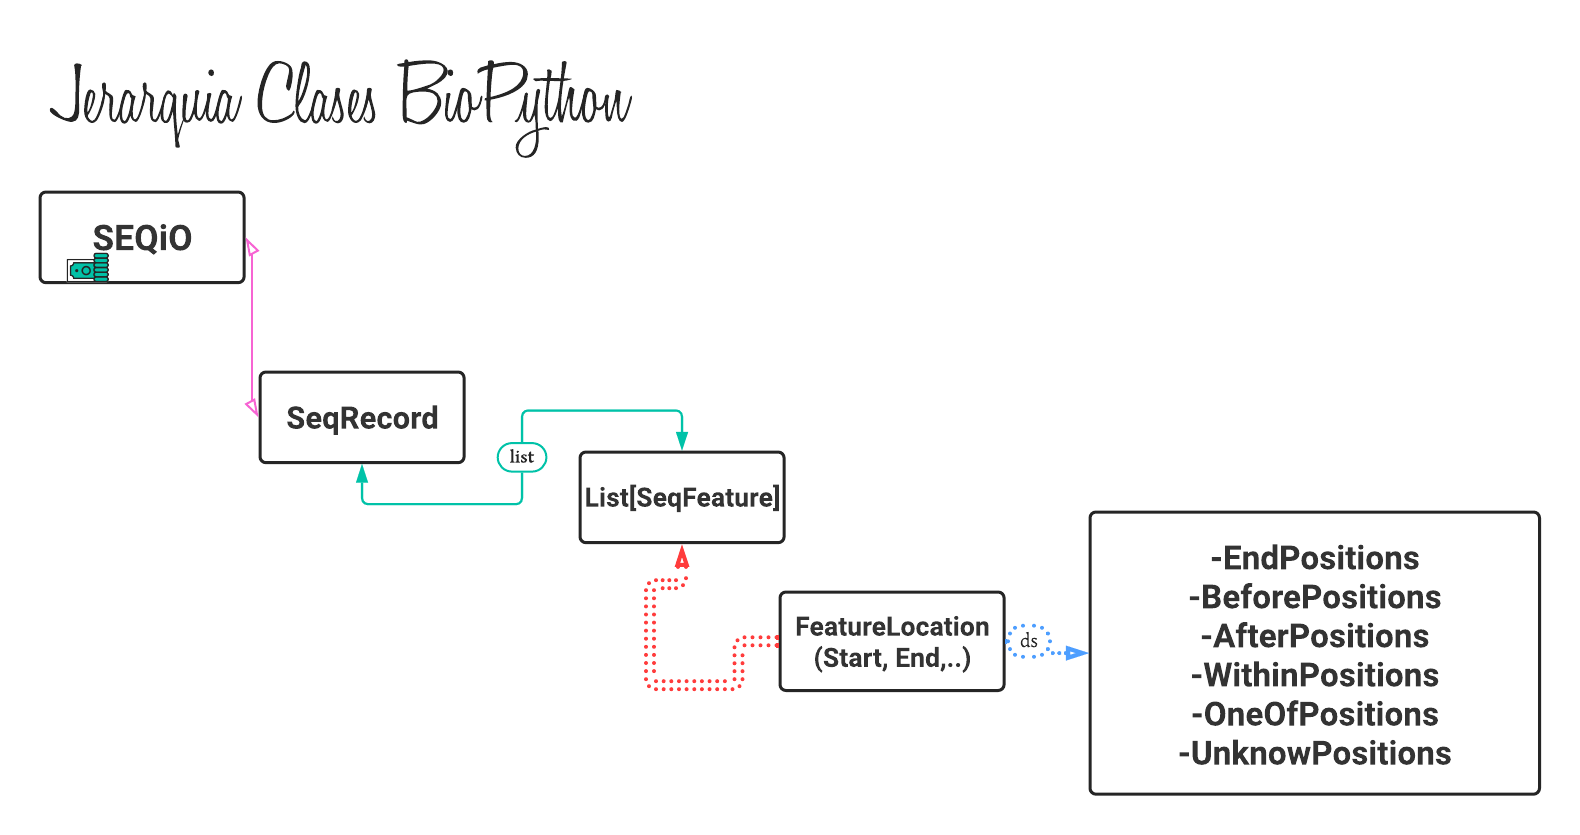 Jerarquia Clases BioPython
SEQiO
SeqRecord
list
List[SeqFeature]
FeatureLocation
(Start, End,..)
ds
-EndPositions
-BeforePositions
-AfterPositions
-WithinPositions
-OneOfPositions
-UnknowPositions